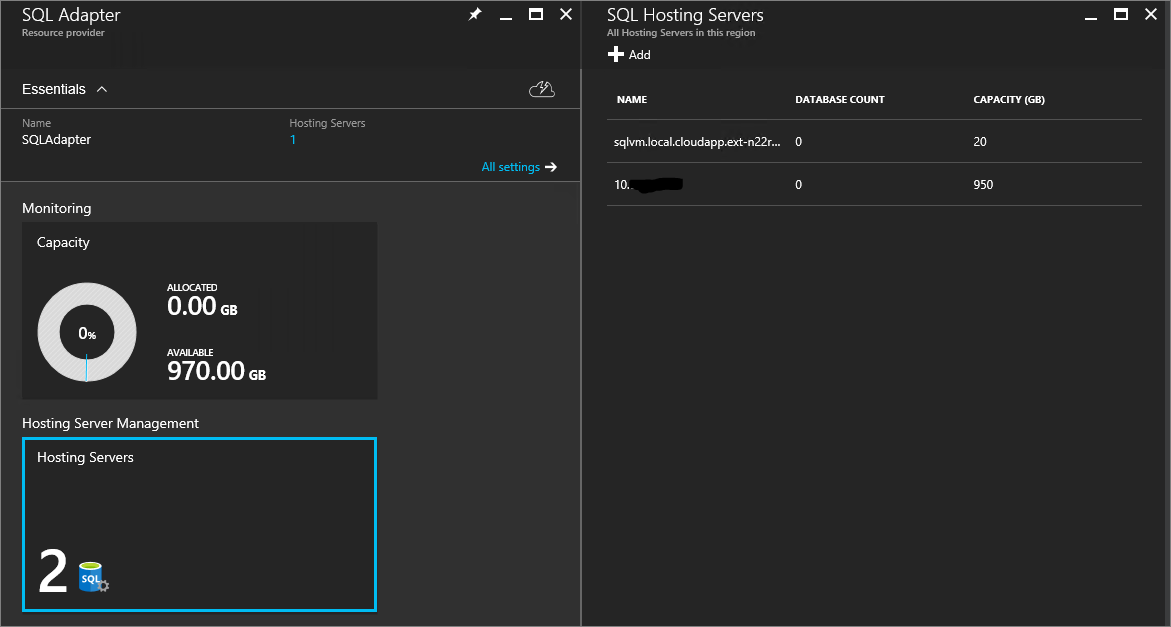 SQL Adapter
Resource provider
Essentials
Name
SQLAdapter
Hosting Servers
1
All settings
Monitoring
Capacity
0%
ALLOCATED
0.00 GB
AVAILABLE
970.00 GB
Hosting Server Management
Hosting Servers
2
SQL
SQL Hosting Servers
All Hosting Servers in this region
Add
NAME DATABASE COUNT CAPACITY (GB)
sqlvm.local.cloudapp.ext-n22r... 0 20
10. 0 950